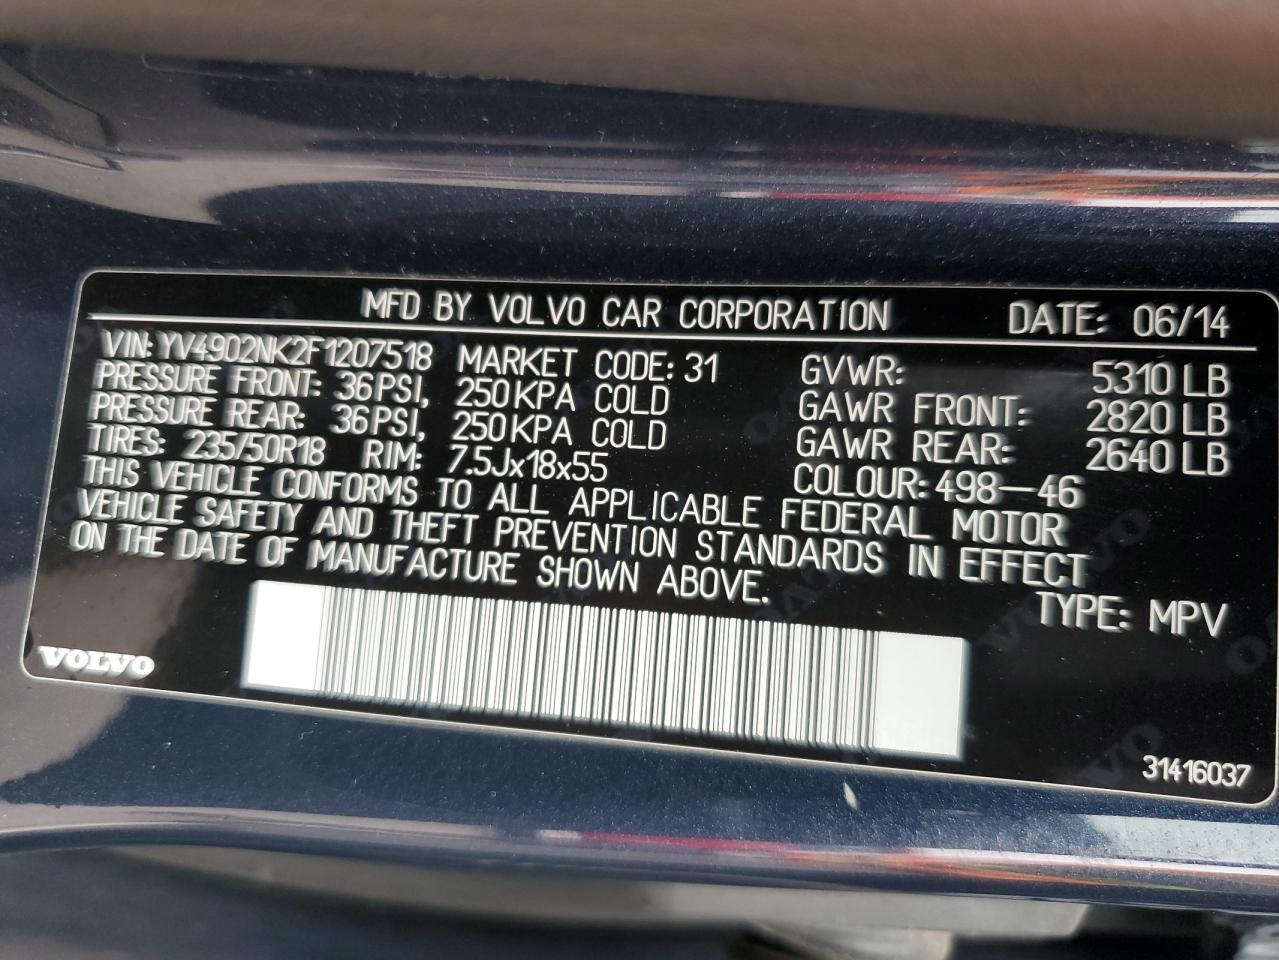 MFD BY VOLVO CAR CORPORATION DATE: 06/14
VIN: YV4902NK2F1207518 MARKET CODE: 31 GVWR: 5310 LB
PRESSURE FRONT: 36 PSI, 250 KPA COLD GAWR FRONT: 2820 LB
PRESSURE REAR: 36 PSI, 250 KPA COLD GAWR REAR: 2640 LB
TIRES: 235/50R18 RIM: 7.5Jx18x55 COLOUR: 498-46
THIS VEHICLE CONFORMS TO ALL APPLICABLE FEDERAL MOTOR
VEHICLE SAFETY AND THEFT PREVENTION STANDARDS IN EFFECT
ON THE DATE OF MANUFACTURE SHOWN ABOVE. TYPE: MPV
VOLVO
31416037